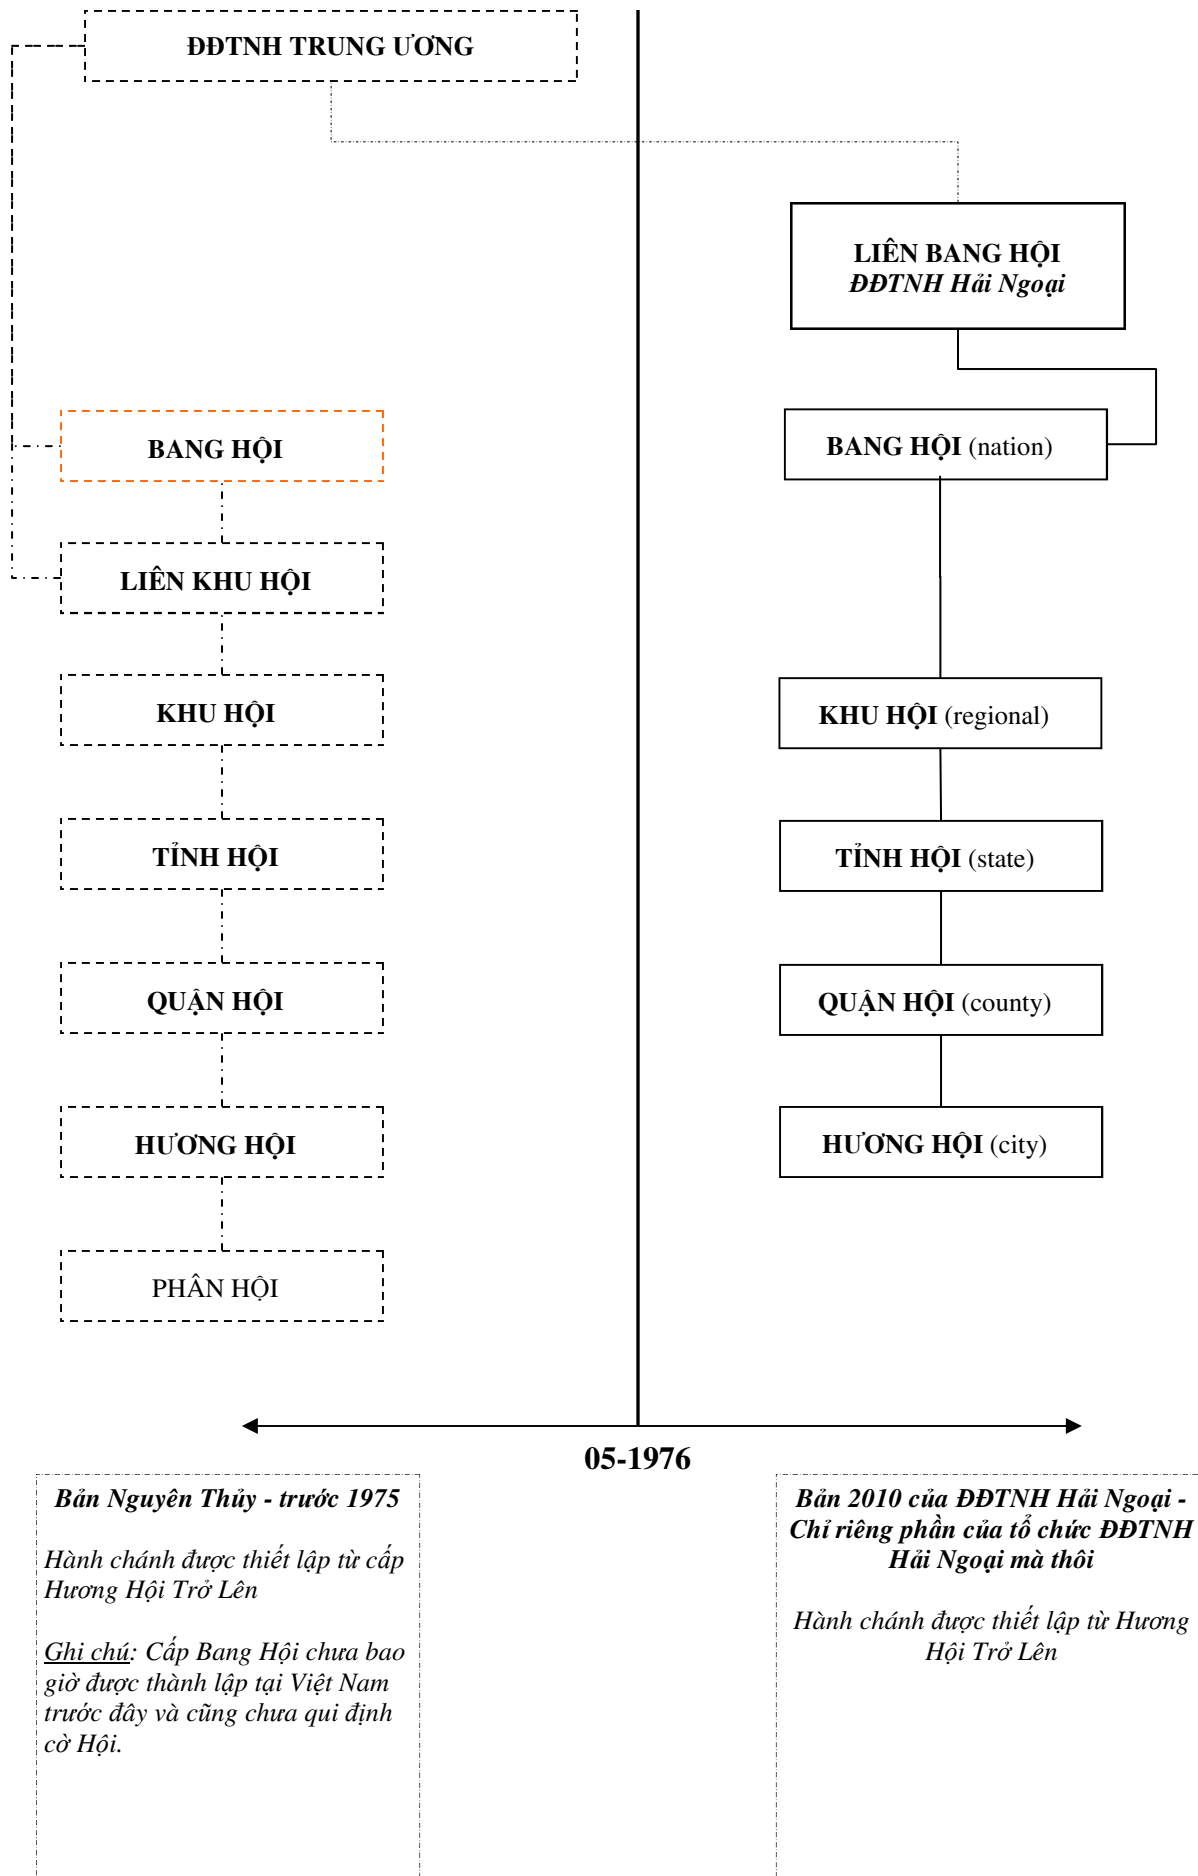 ĐĐTNH TRUNG ƯƠNG
LIÊN BANG HỘI
ĐĐTNH Hải Ngoại
BANG HỘI
LIÊN KHU HỘI
KHU HỘI
TỈNH HỘI
QUẬN HỘI
HƯƠNG HỘI
PHÂN HỘI
BANG HỘI (nation)
KHU HỘI (regional)
TỈNH HỘI (state)
QUẬN HỘI (county)
HƯƠNG HỘI (city)
05-1976
Bản Nguyên Thủy - trước 1975
Hành chánh được thiết lập từ cấp
Hương Hội Trở Lên
Ghi chú: Cấp Bang Hội chưa bao
giờ được thành lập tại Việt Nam
trước đây và cũng chưa qui định
cờ Hội.
Bản 2010 của ĐĐTNH Hải Ngoại -
Chỉ riêng phần của tổ chức ĐĐTNH
Hải Ngoại mà thôi
Hành chánh được thiết lập từ Hương
Hội Trở Lên